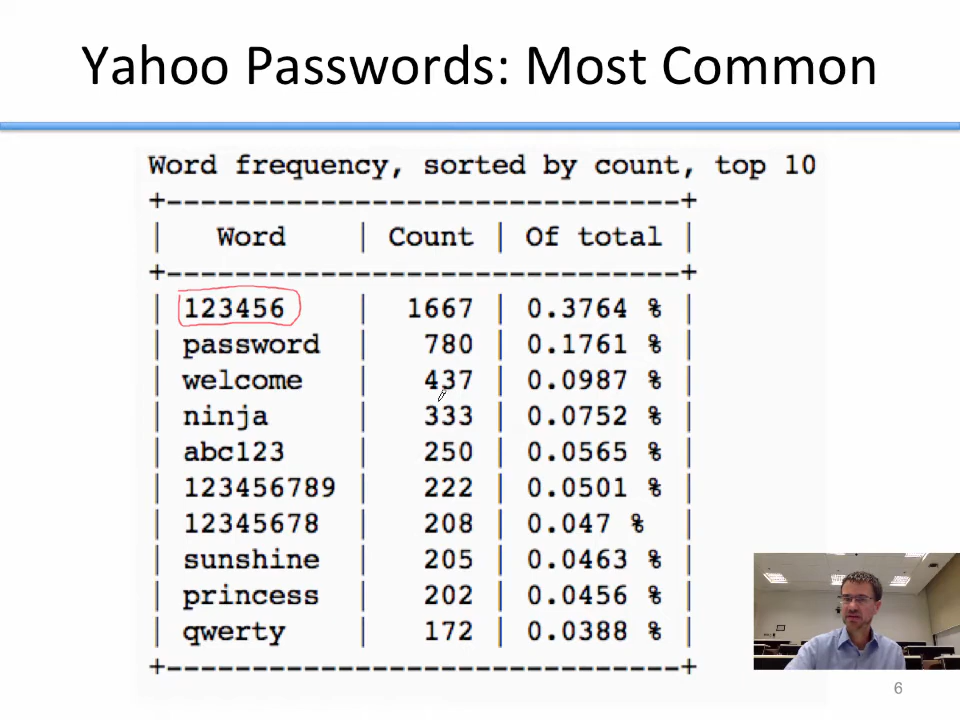 Yahoo Passwords: Most Common
Word frequency, sorted by count, top 10
+------------------------------+
| Word | Count | Of total |
+------------------------------+
| 123456 | 1667 | 0.3764 % |
| password | 780 | 0.1761 % |
| welcome | 437 | 0.0987 % |
| ninja | 333 | 0.0752 % |
| abc123 | 250 | 0.0565 % |
| 123456789 | 222 | 0.0501 % |
| 12345678 | 208 | 0.047 % |
| sunshine | 205 | 0.0463 % |
| princess | 202 | 0.0456 % |
| qwerty | 172 | 0.0388 % |
+------------------------------+
6